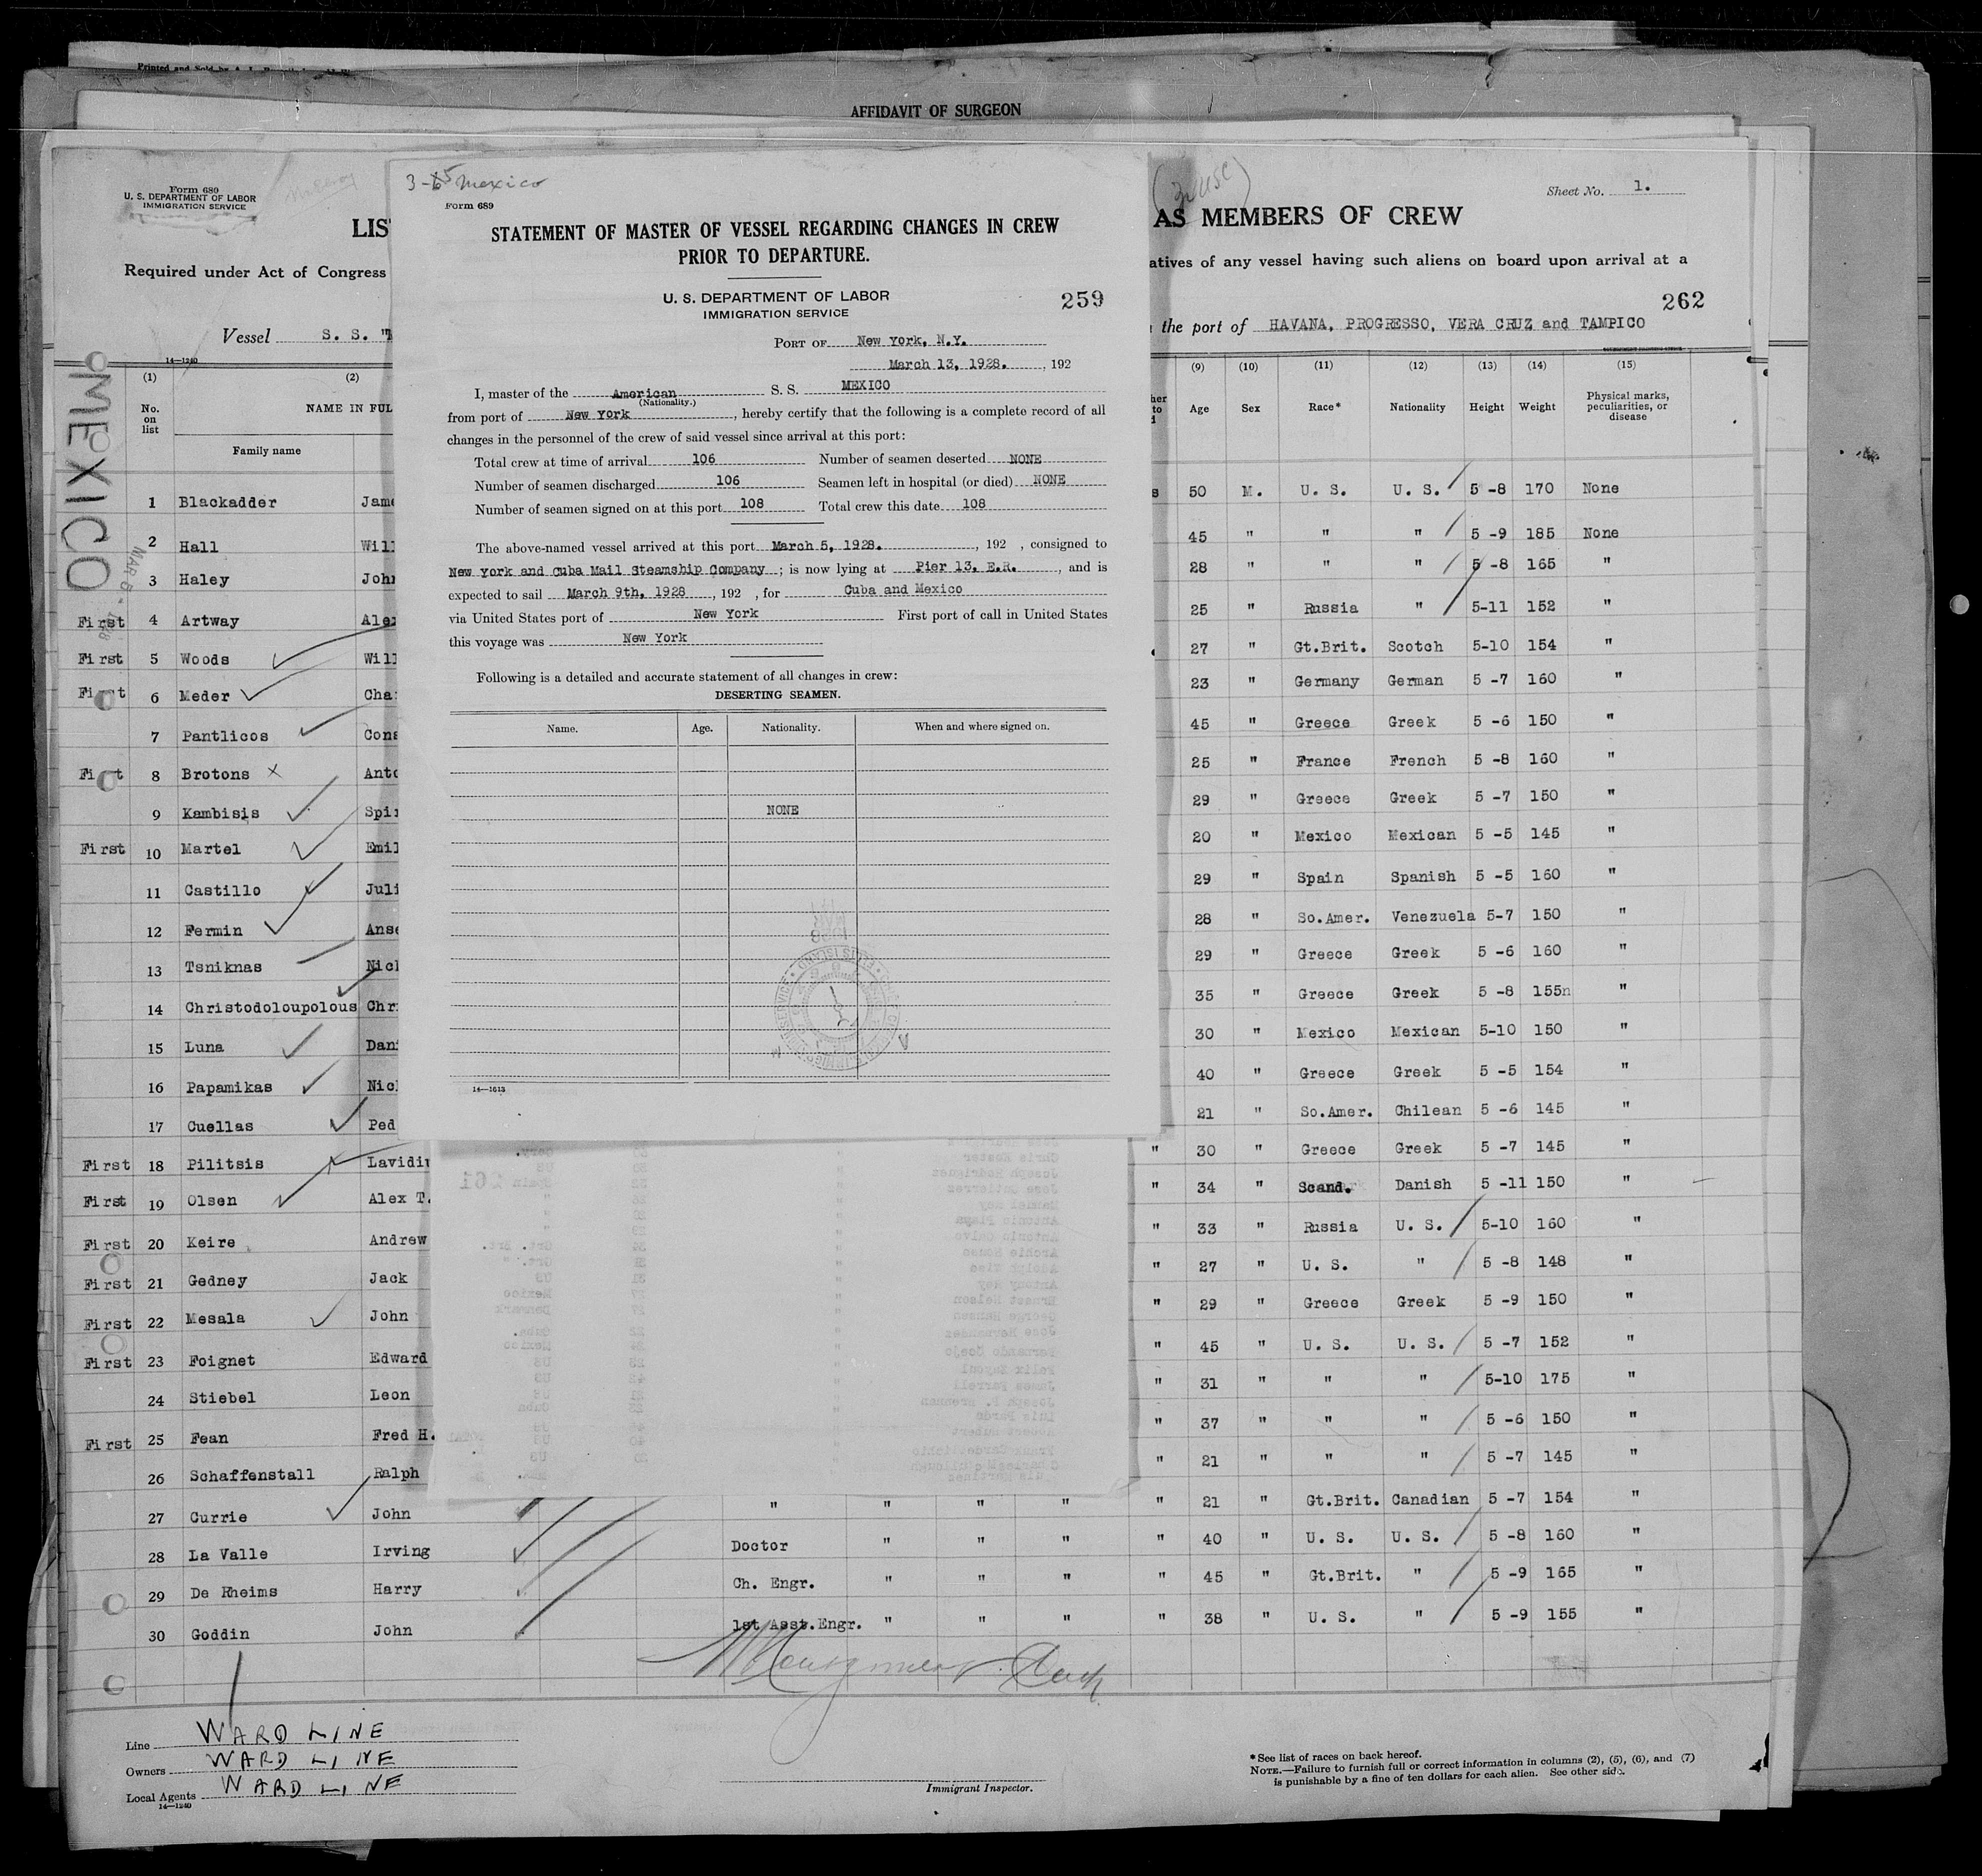 AFFIDAVIT OF SURGEON
Form 689
U. S. DEPARTMENT OF LABOR
IMMIGRATION SERVICE
LIS
Required under Act of Congress
Vessel S. S.
14—1240
(1) (2)
No. on list
NAME IN FUL
Family name
MEXICO
1 Blackadder Jame
2 Hall Will
3 Haley John
First 4 Artway Alex
First 5 Woods Will
First 6 Meder Cha
7 Pantlicos Cons
First 8 Brotons Anto
9 Kambisis Spi
First 10 Martel Emil
11 Castillo Juli
12 Fermin Anse
13 Tsniknas Nicl
14 Christodoloupolous Chr
15 Luna Dan
16 Papamikas Nic
17 Cuellas Ped
First 18 Pilitsis Lavidi
First 19 Olsen Alex T.
First 20 Keire Andrew
First 21 Gedney Jack
First 22 Mesala John
First 23 Foignet Edward
24 Stiebel Leon
First 25 Fean Fred H.
26 Schaffenstall Ralph
27 Currie John " " " "
28 La Valle Irving Doctor " " "
29 De Rheims Harry Ch. Engr. " " "
30 Goddin John 1st Asst.Engr. " " "
Line WARD LINE
Owners WARD LINE
Local Agents WARD LINE
14—1240
Immigrant Inspector.
3-5 Mexico
Form 689
STATEMENT OF MASTER OF VESSEL REGARDING CHANGES IN CREW
PRIOR TO DEPARTURE.
U. S. DEPARTMENT OF LABOR
IMMIGRATION SERVICE
259
PORT OF New York, N.Y.
March 13, 1928. , 192
I, master of the American S. S. MEXICO
(Nationality.)
from port of New York , hereby certify that the following is a complete record of all
changes in the personnel of the crew of said vessel since arrival at this port:
Total crew at time of arrival 106 Number of seamen deserted NONE
Number of seamen discharged 106 Seamen left in hospital (or died) NONE
Number of seamen signed on at this port 108 Total crew this date 108
The above-named vessel arrived at this port March 5, 1928. , 192 , consigned to
New York and Cuba Mail Steamship Company ; is now lying at Pier 13, E.R. , and is
expected to sail March 9th, 1928 , 192 , for Cuba and Mexico
via United States port of New York First port of call in United States
this voyage was New York
Following is a detailed and accurate statement of all changes in crew:
DESERTING SEAMEN.
Name. Age. Nationality. When and where signed on.
NONE
14—1613
Sheet No. 1.
AS MEMBERS OF CREW
atives of any vessel having such aliens on board upon arrival at a
262
the port of HAVANA, PROGRESSO, VERA CRUZ and TAMPICO
(9) (10) (11) (12) (13) (14) (15)
Age Sex Race* Nationality Height Weight Physical marks, peculiarities, or disease
50 M. U. S. U. S. 5 -8 170 None
45 " " " 5 -9 185 None
28 " " " 5 -8 165 "
25 " Russia " 5-11 152 "
27 " Gt.Brit. Scotch 5-10 154 "
23 " Germany German 5 -7 160 "
45 " Greece Greek 5 -6 150 "
25 " France French 5 -8 160 "
29 " Greece Greek 5 -7 150 "
20 " Mexico Mexican 5 -5 145 "
29 " Spain Spanish 5 -5 160 "
28 " So.Amer. Venezuela 5-7 150 "
29 " Greece Greek 5 -6 160 "
35 " Greece Greek 5 -8 155n "
30 " Mexico Mexican 5-10 150 "
40 " Greece Greek 5 -5 154 "
21 " So.Amer. Chilean 5 -6 145 "
" 30 " Greece Greek 5 -7 145 "
" 34 " Scand. Danish 5 -11 150 "
" 33 " Russia U. S. 5-10 160 "
" 27 " U. S. " 5 -8 148 "
" 29 " Greece Greek 5 -9 150 "
" 45 " U. S. U. S. 5 -7 152 "
" 31 " " " 5-10 175 "
" 37 " " " 5 -6 150 "
" 21 " " " 5 -7 145 "
" 21 " Gt.Brit. Canadian 5 -7 154 "
" 40 " U. S. U. S. 5 -8 160 "
" 45 " Gt.Brit. " 5 -9 165 "
" 38 " U. S. " 5 -9 155 "
*See list of races on back hereof.
NOTE.—Failure to furnish full or correct information in columns (2), (5), (6), and (7)
is punishable by a fine of ten dollars for each alien. See other side.